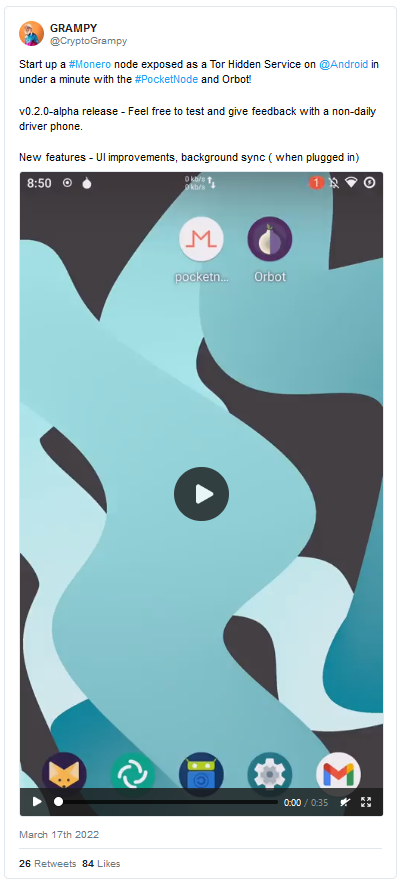 GRAMPY
@CryptoGrampy
Start up a #Monero node exposed as a Tor Hidden Service on @Android in
under a minute with the #PocketNode and Orbot!
v0.2.0-alpha release - Feel free to test and give feedback with a non-daily
driver phone.
New features - UI improvements, background sync ( when plugged in)
8:50 0 kb/s 1
0 kb/s
pocketn... Orbot
0:00 / 0:35
March 17th 2022
26 Retweets 84 Likes